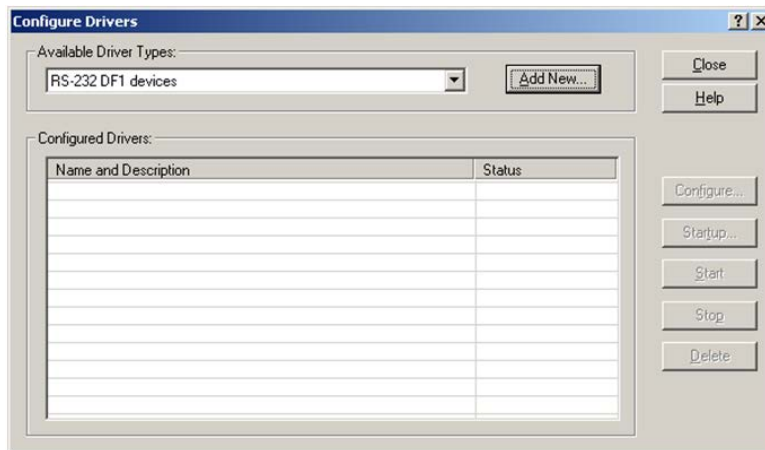 Configure Drivers
Available Driver Types:
RS-232 DF1 devices
Add New...
Close
Help
Configured Drivers:
Name and Description
Status
Configure...
Startup...
Start
Stop
Delete